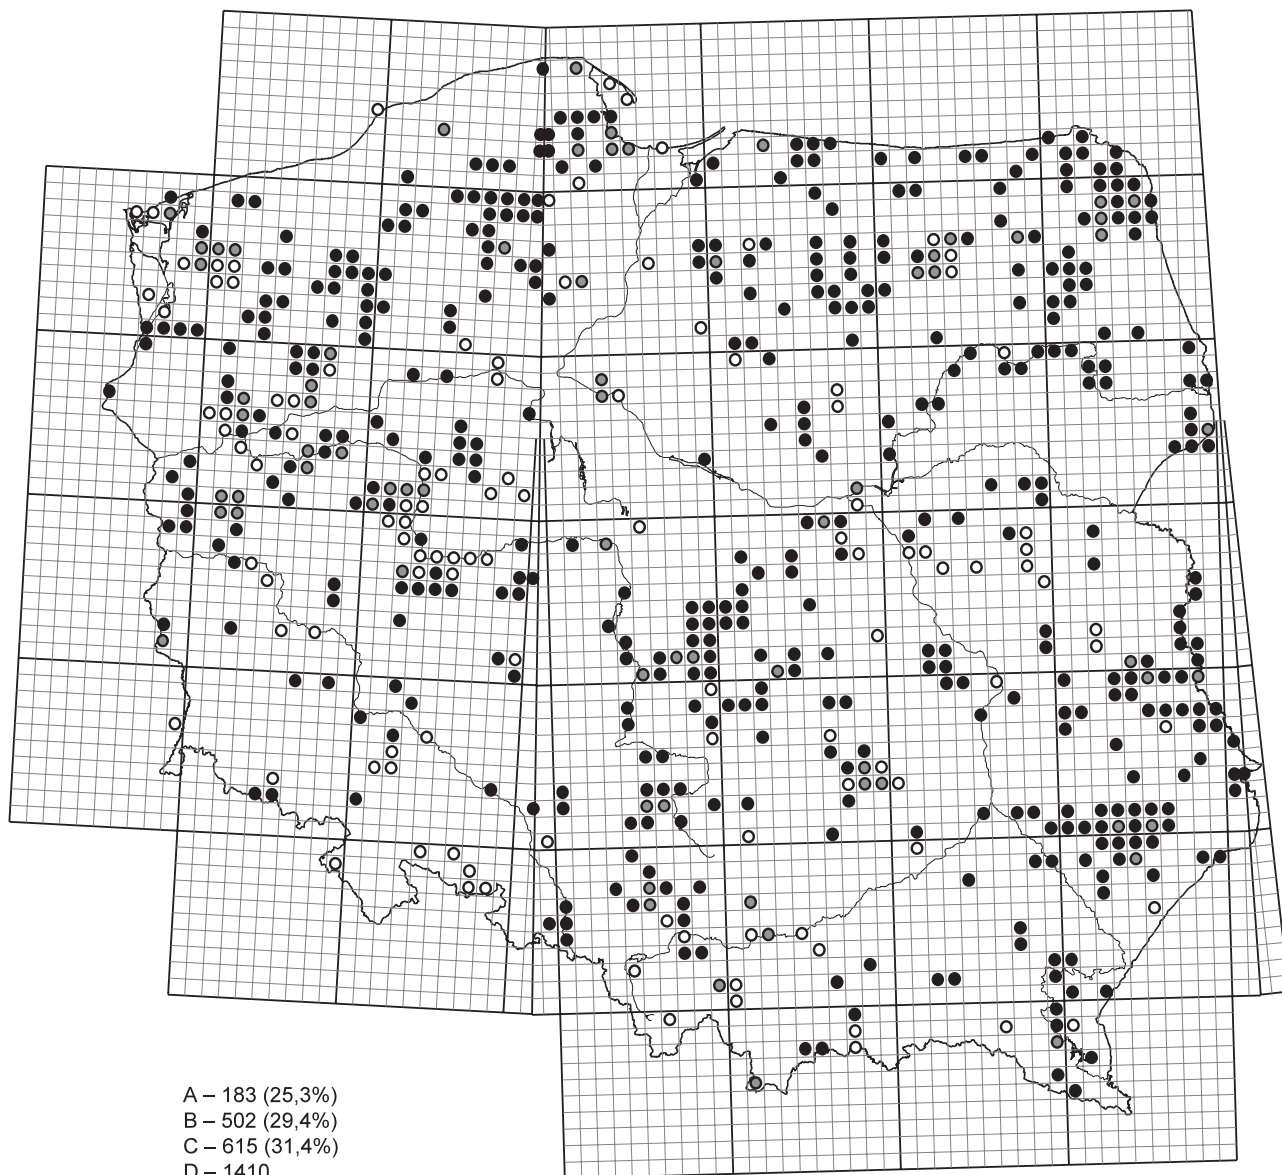 A – 183 (25,3%)
B – 502 (29,4%)
C – 615 (31,4%)
D – 1410